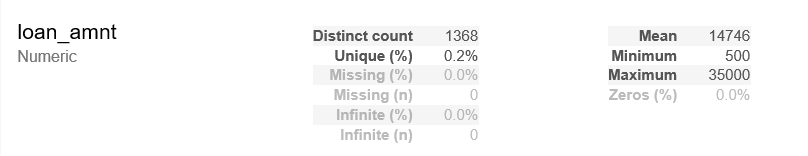 loan_amnt
Numeric
Distinct count 1368
Unique (%) 0.2%
Missing (%) 0.0%
Missing (n) 0
Infinite (%) 0.0%
Infinite (n) 0
Mean 14746
Minimum 500
Maximum 35000
Zeros (%) 0.0%